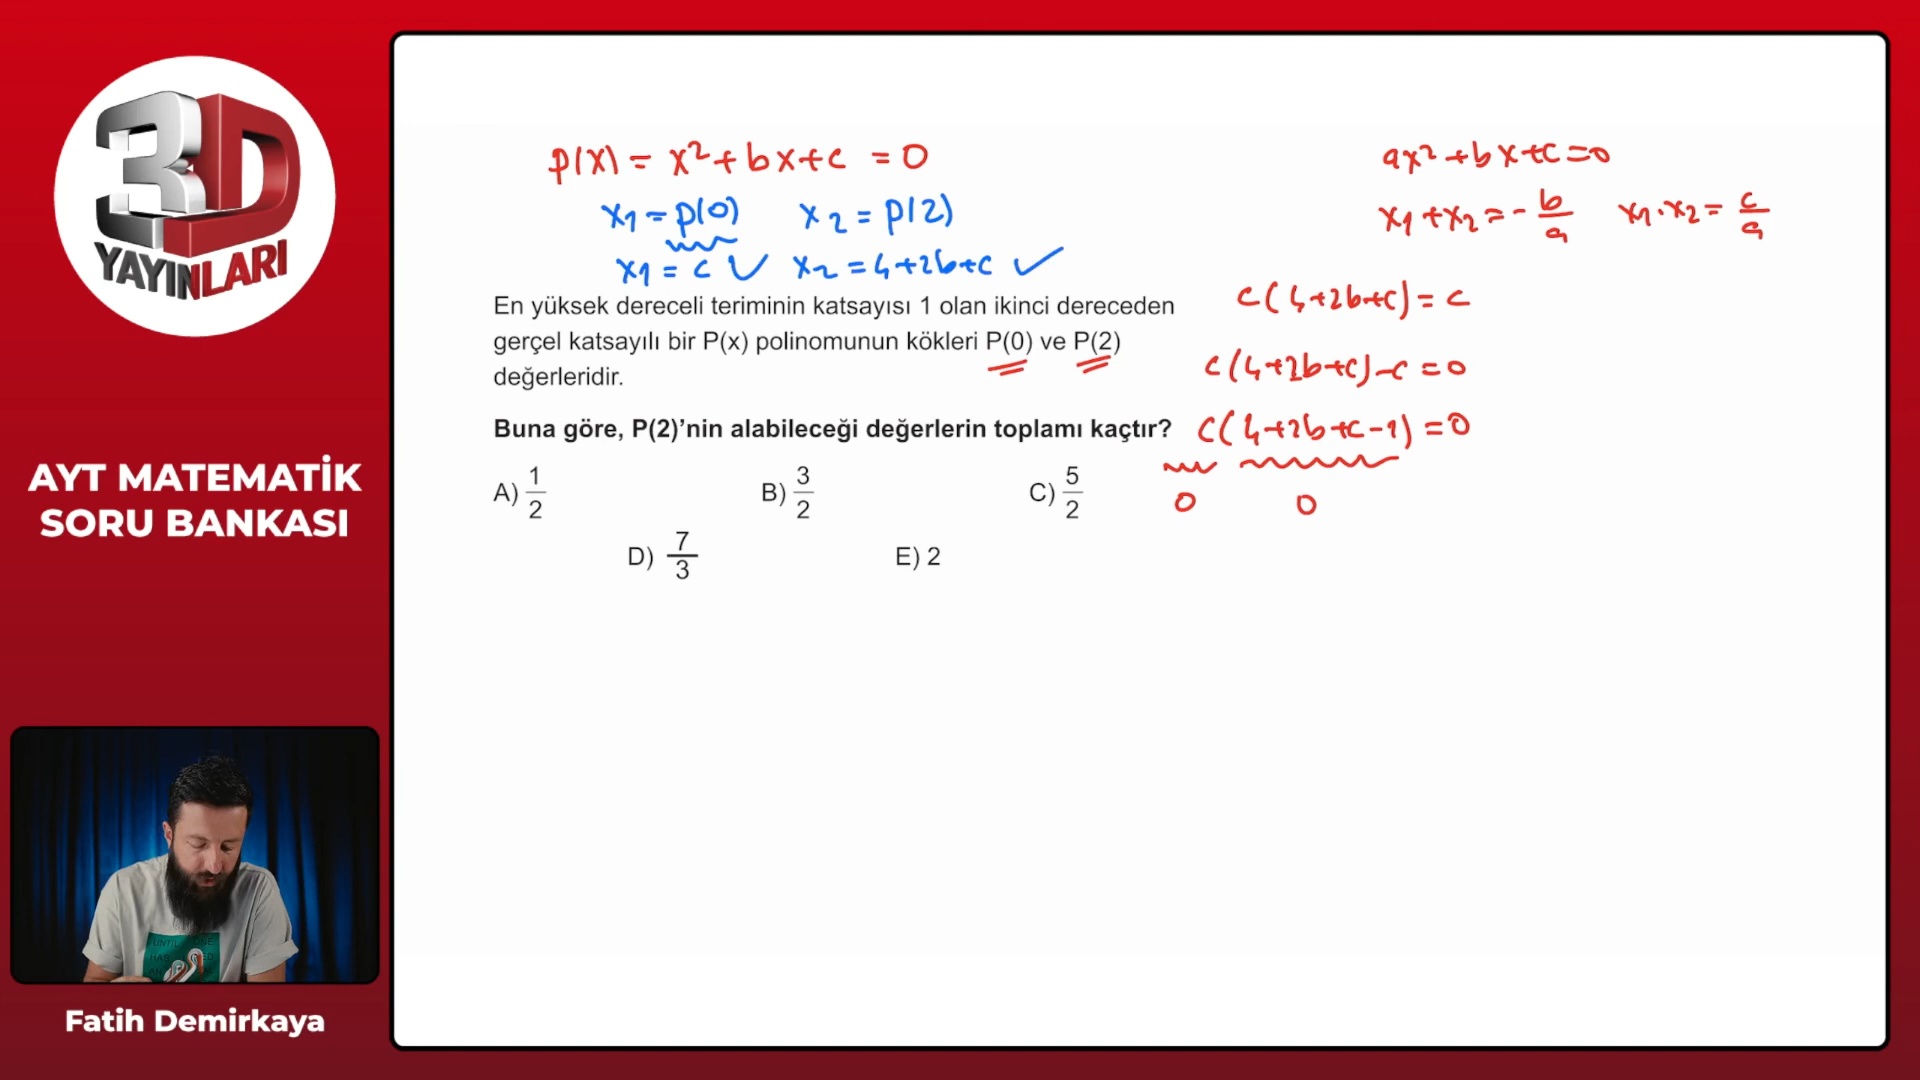 3D
YAYINLARI
AYT MATEMATİK
SORU BANKASI
Fatih Demirkaya
P(x) = x² + bx + c = 0
x₁ = P(0) x₂ = P(2)
x₁ = c ✓ x₂ = 4+2b+c ✓
En yüksek dereceli teriminin katsayısı 1 olan ikinci dereceden
gerçel katsayılı bir P(x) polinomunun kökleri P(0) ve P(2)
değerleridir.
Buna göre, P(2)'nin alabileceği değerlerin toplamı kaçtır?
A) 1/2 B) 3/2 C) 5/2
D) 7/3 E) 2
ax² + bx + c = 0
x₁ + x₂ = - b/a x₁ · x₂ = c/a
c(4+2b+c) = c
c(4+2b+c) - c = 0
c(4+2b+c-1) = 0
0 0